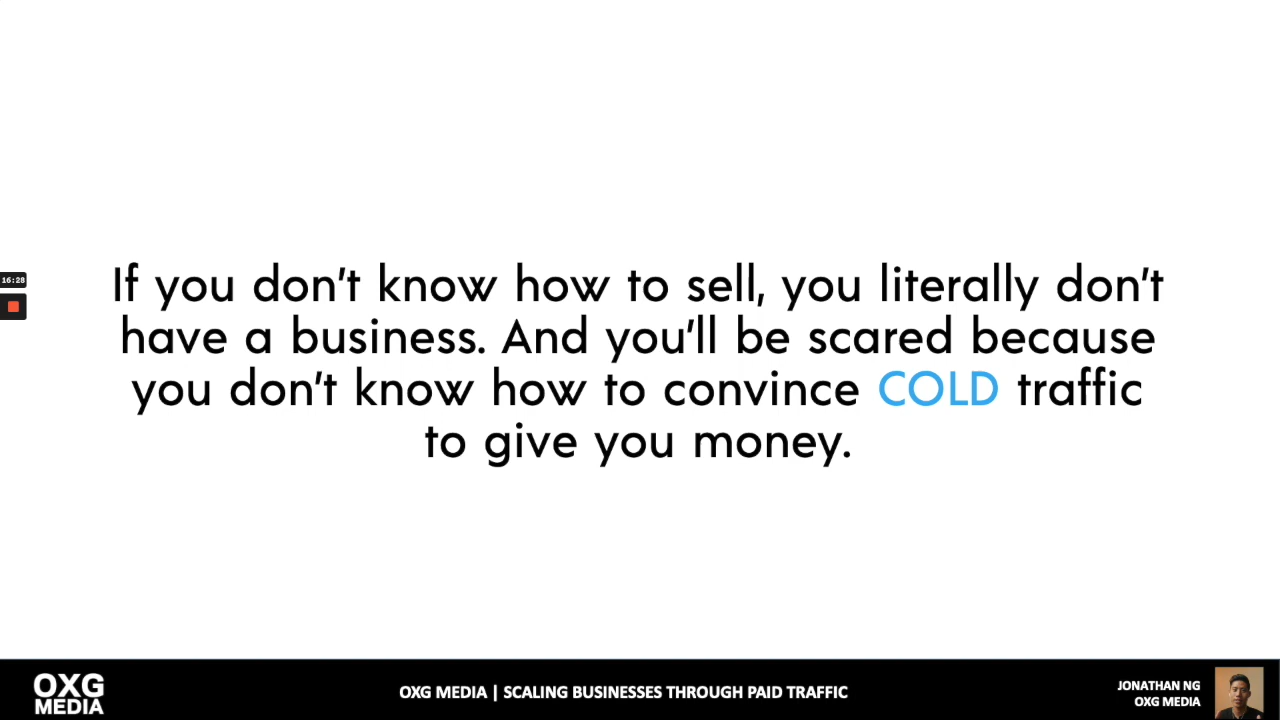 If you don't know how to sell, you literally don't
have a business. And you'll be scared because
you don't know how to convince COLD traffic
to give you money.
16:28
OXG
MEDIA
OXG MEDIA | SCALING BUSINESSES THROUGH PAID TRAFFIC
JONATHAN NG
OXG MEDIA